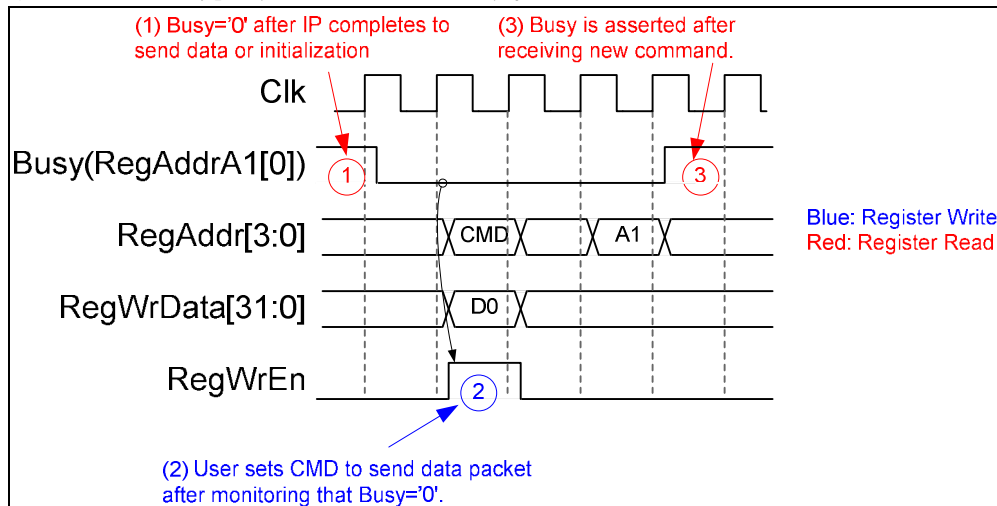 (1) Busy='0' after IP completes to
send data or initialization
(3) Busy is asserted after
receiving new command.
Clk
Busy(RegAddrA1[0])
1
3
RegAddr[3:0]
CMD
A1
Blue: Register Write
Red: Register Read
RegWrData[31:0]
D0
RegWrEn
2
(2) User sets CMD to send data packet
after monitoring that Busy='0'.